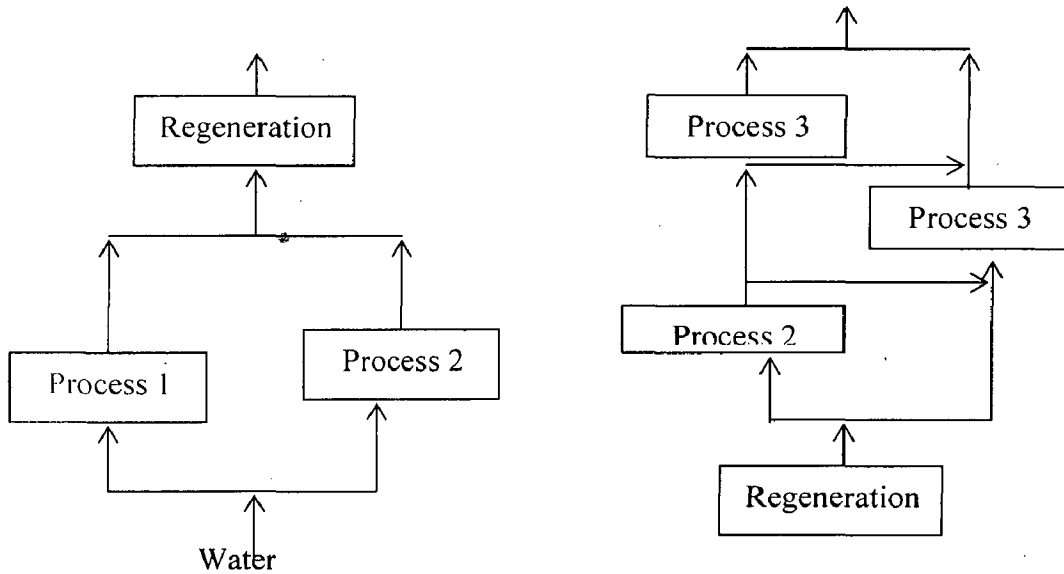 Regeneration
Process 1
Process 2
Water
Process 3
Process 3
Process 2
Regeneration